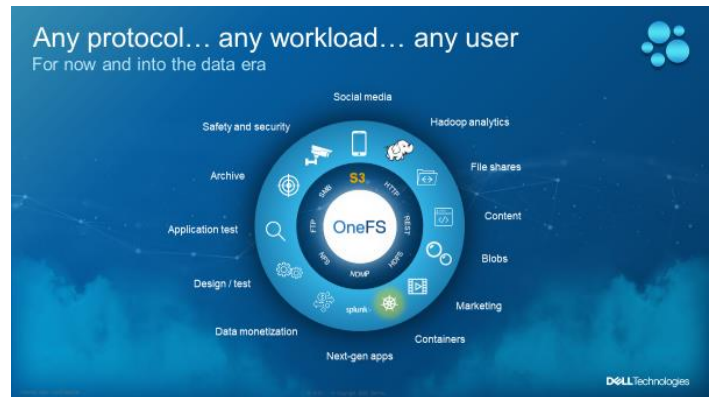 Any protocol… any workload… any user
For now and into the data era
Social media
Safety and security
Hadoop analytics
Archive
File shares
Application test
Content
Design / test
Blobs
Data monetization
Marketing
Next-gen apps
Containers
S3
HTTP
REST
HDFS
NDMP
NFS
FTP
SMB
OneFS
splunk>
DELLTechnologies